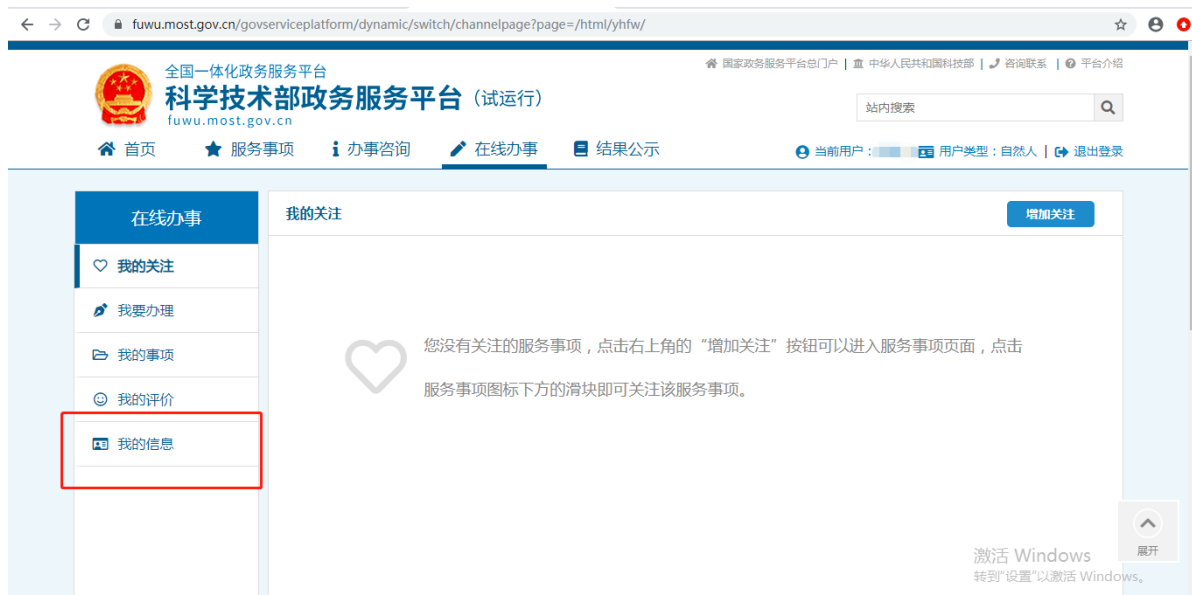 fuwu.most.gov.cn/govserviceplatform/dynamic/switch/channelpage?page=/html/yhfw/
全国一体化政务服务平台
科学技术部政务服务平台（试运行）
fuwu.most.gov.cn
国家政务服务平台总门户 | 中华人民共和国科技部 | 咨询联系 | 平台介绍
站内搜索
首页 服务事项 办事咨询 在线办事 结果公示
当前用户： 用户类型：自然人 | 退出登录
在线办事
我的关注
我要办理
我的事项
我的评价
我的信息
我的关注
增加关注
您没有关注的服务事项，点击右上角的“增加关注”按钮可以进入服务事项页面，点击
服务事项图标下方的滑块即可关注该服务事项。
展开
激活 Windows
转到"设置"以激活 Windows。